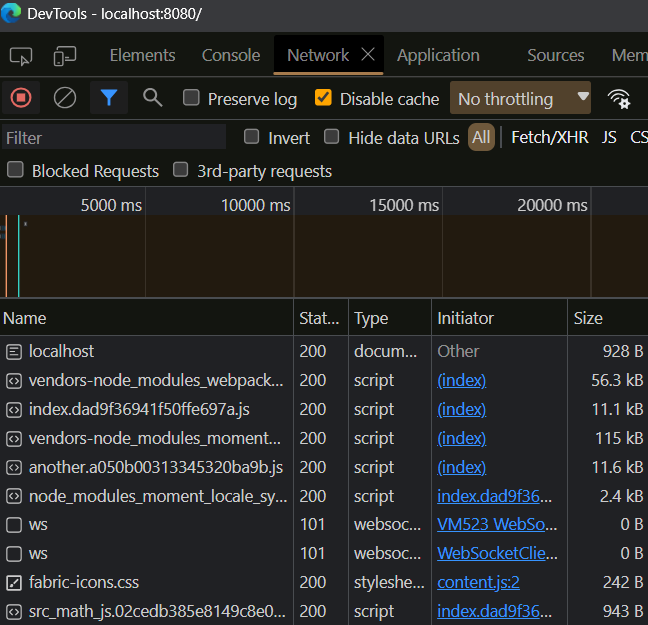 DevTools - localhost:8080/
Elements Console Network Application Sources Mem
Preserve log Disable cache No throttling
Filter Invert Hide data URLs All Fetch/XHR JS CS
Blocked Requests 3rd-party requests
5000 ms 10000 ms 15000 ms 20000 ms
Name Stat... Type Initiator Size
localhost 200 docum... Other 928 B
vendors-node_modules_webpack... 200 script (index) 56.3 kB
index.dad9f36941f50ffe697a.js 200 script (index) 11.1 kB
vendors-node_modules_moment... 200 script (index) 115 kB
another.a050b00313345320ba9b.js 200 script (index) 11.6 kB
node_modules_moment_locale_sy... 200 script index.dad9f36... 2.4 kB
ws 101 websoc... VM523 WebSo... 0 B
ws 101 websoc... WebSocketClie... 0 B
fabric-icons.css 200 styleshe... content.js:2 242 B
src_math_js.02cedb385e8149c8e0... 200 script index.dad9f36... 943 B